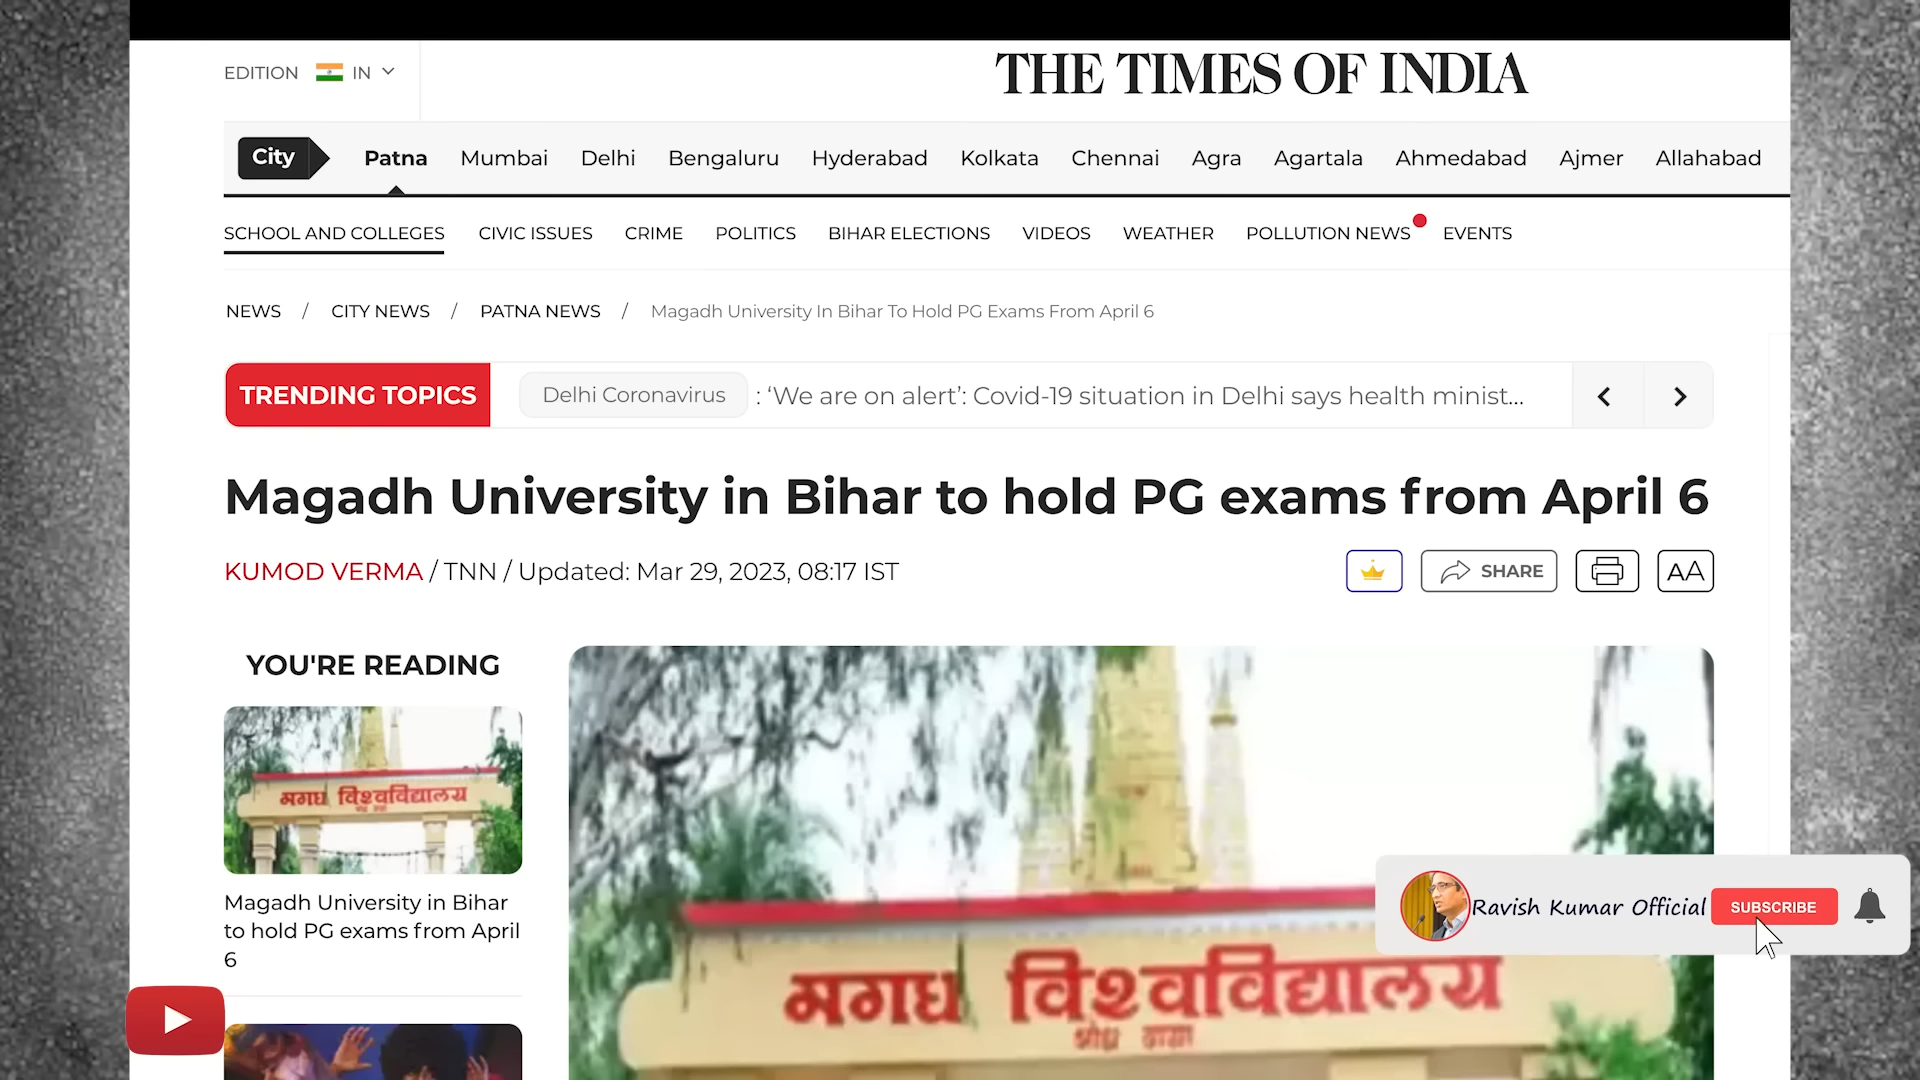 EDITION IN
THE TIMES OF INDIA
City Patna Mumbai Delhi Bengaluru Hyderabad Kolkata Chennai Agra Agartala Ahmedabad Ajmer Allahabad
SCHOOL AND COLLEGES CIVIC ISSUES CRIME POLITICS BIHAR ELECTIONS VIDEOS WEATHER POLLUTION NEWS EVENTS
NEWS / CITY NEWS / PATNA NEWS / Magadh University In Bihar To Hold PG Exams From April 6
TRENDING TOPICS Delhi Coronavirus : ‘We are on alert’: Covid-19 situation in Delhi says health minist...
Magadh University in Bihar to hold PG exams from April 6
KUMOD VERMA / TNN / Updated: Mar 29, 2023, 08:17 IST
SHARE AA
YOU'RE READING
मगध विश्वविद्यालय
Magadh University in Bihar
to hold PG exams from April
6
मगध विश्वविद्यालय
Ravish Kumar Official SUBSCRIBE